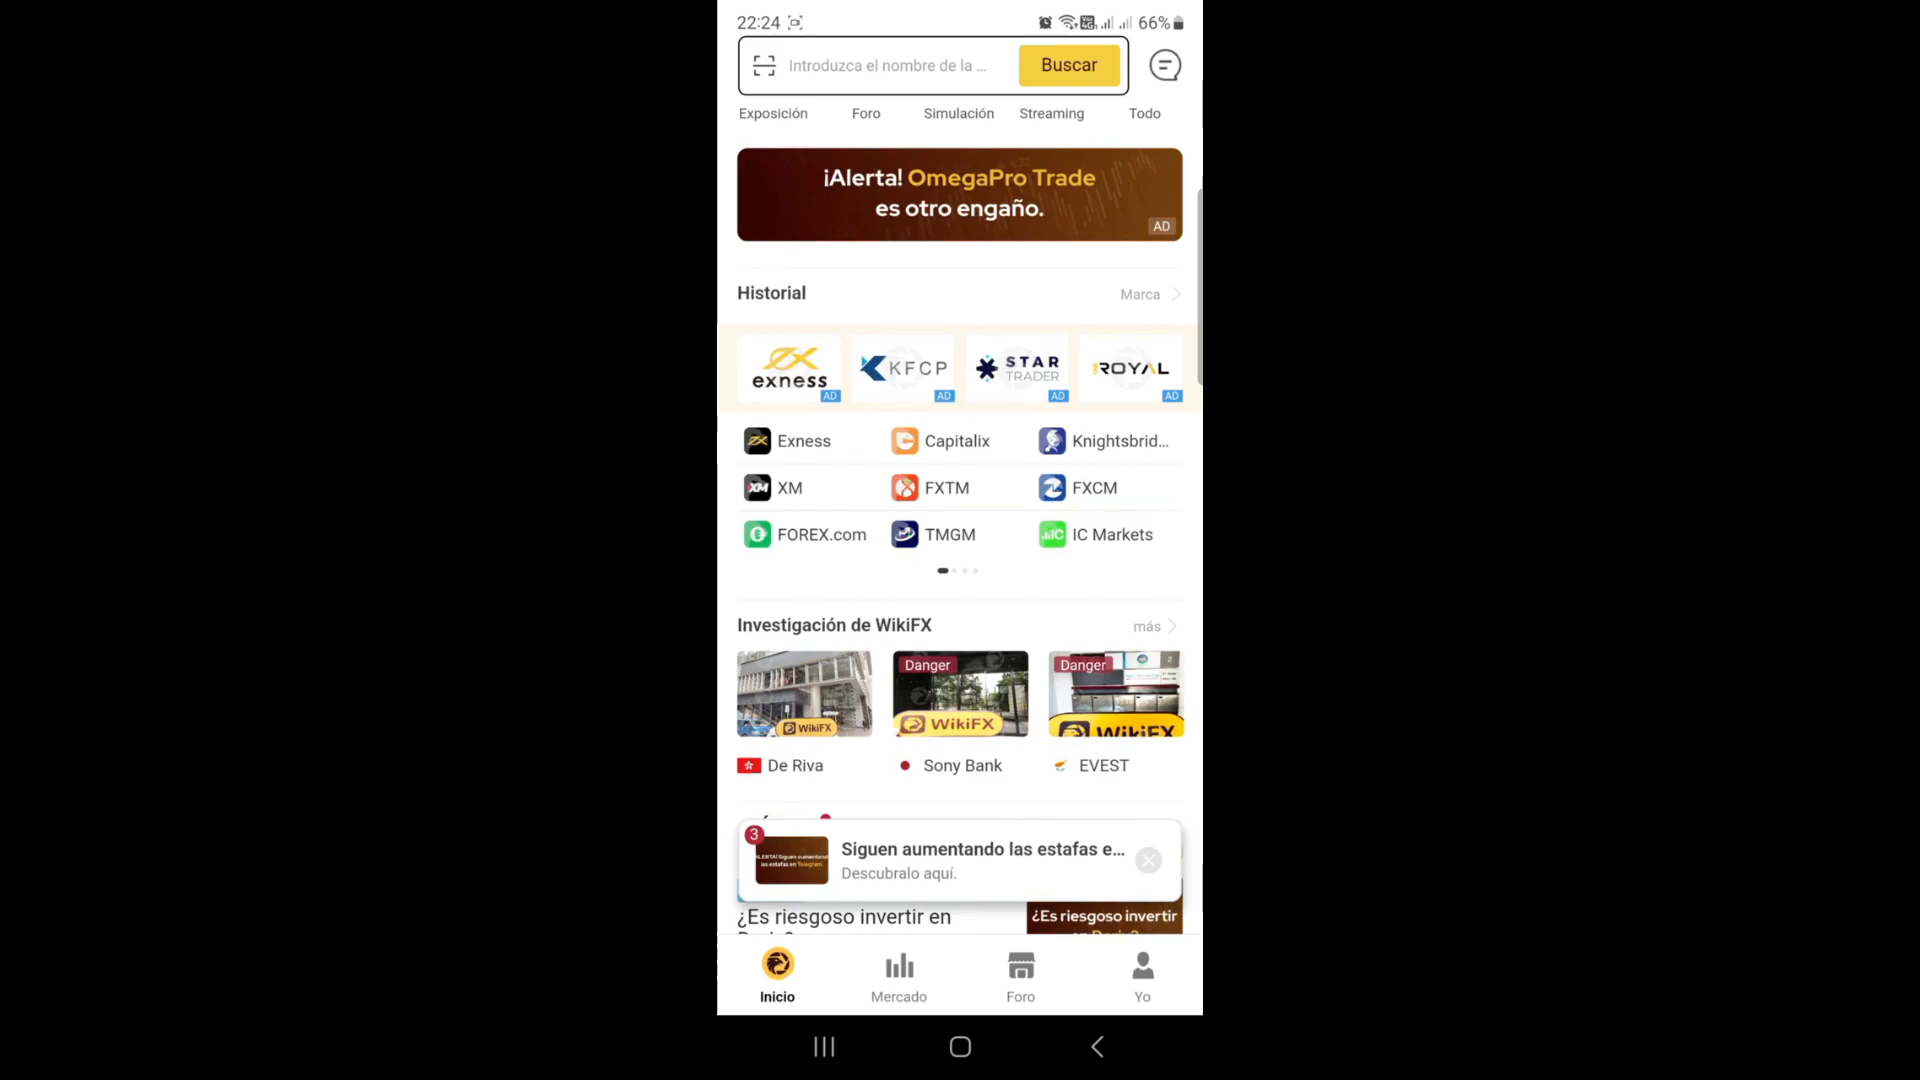 22:24
66%
Introduzca el nombre de la ...
Buscar
Exposición Foro Simulación Streaming Todo
¡Alerta! OmegaPro Trade
es otro engaño.
AD
Historial
Marca
exness
KFCP
STAR
TRADER
ROYAL
AD AD AD AD
Exness Capitalix Knightsbrid...
XM FXTM FXCM
FOREX.com TMGM IC Markets
Investigación de WikiFX
más
Danger Danger
WikiFX WikiFX WikiFX
De Riva Sony Bank EVEST
3
Siguen aumentando las estafas e...
Descubralo aquí.
¿Es riesgoso invertir en
¿Es riesgoso invertir
Inicio Mercado Foro Yo